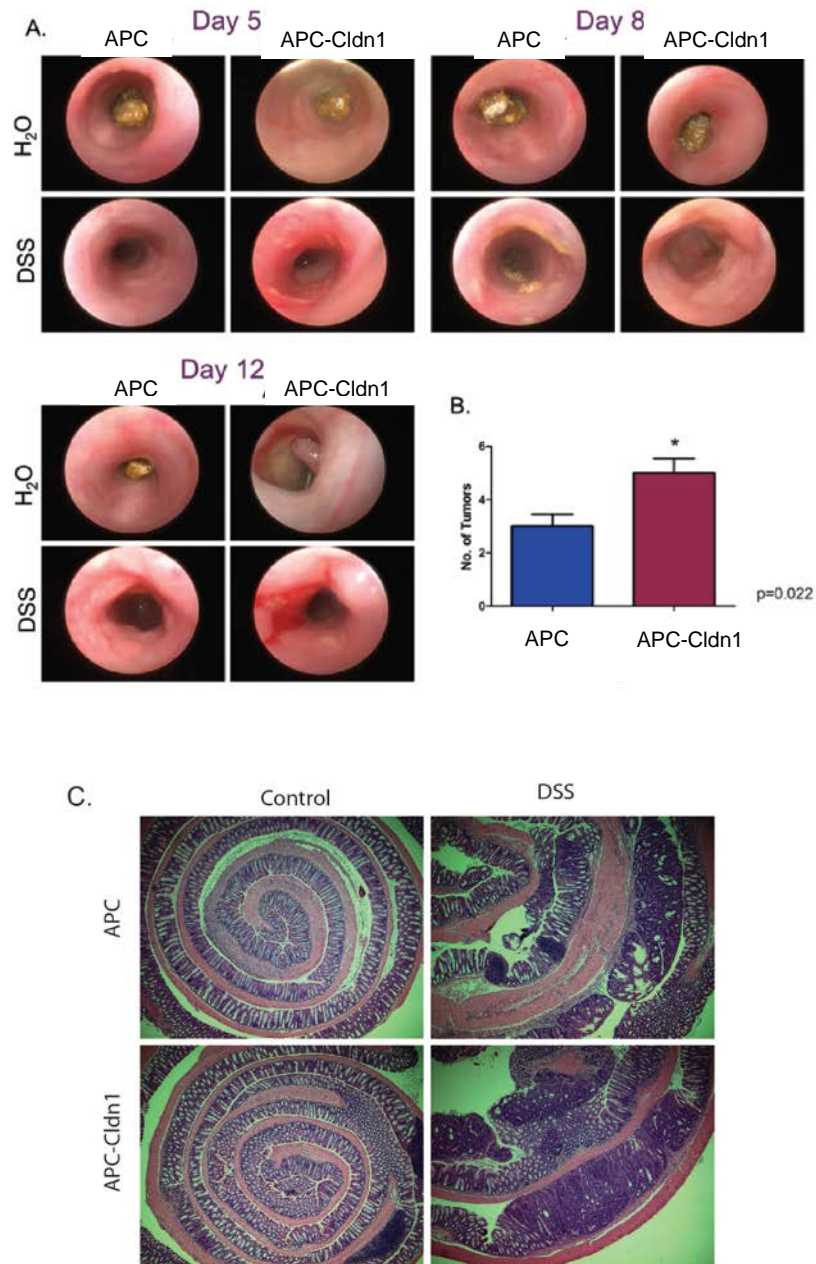 A.
Day 5
Day 8
APC
APC-Cldn1
APC
APC-Cldn1
H₂O
DSS
Day 12
APC
APC-Cldn1
H₂O
DSS
B.
6
4
2
0
No. of Tumors
*
p=0.022
APC
APC-Cldn1
C.
Control
DSS
APC
APC-Cldn1